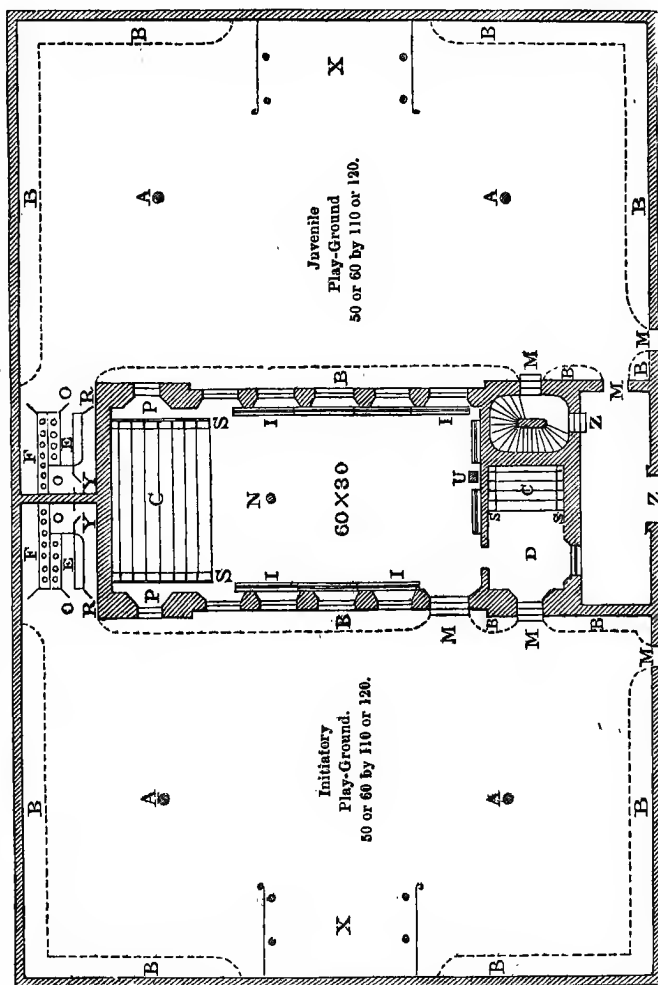 B
F
F
B
E
O
O
E
O
O
R
Y
Y
R
B
P
P
B
A
C
A
S
S
I
N
I
Initiatory
Play-Ground.
50 or 60 by 110 or 120.
Juvenile
Play-Ground
50 or 60 by 110 or 120.
X
B
60×30
B
X
I
I
M
U
A
A
B
B
S
C
B
B
D
M
M
S
B
Z
B
M
B
B
M
Z
M
B